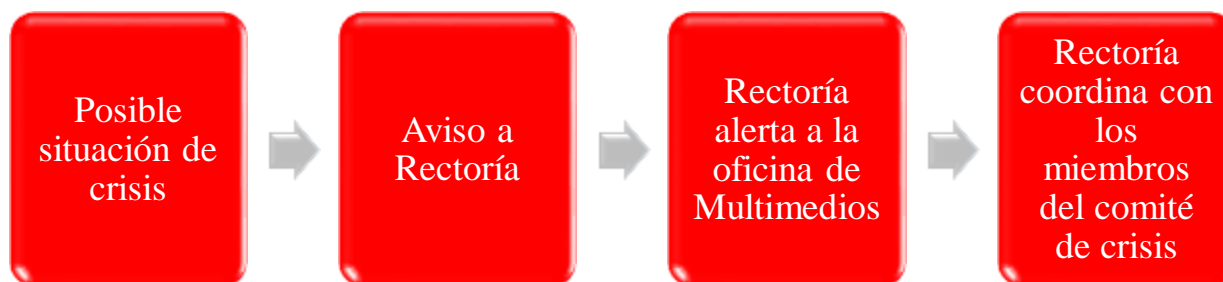 Posible
situación de
crisis
Aviso a
Rectoría
Rectoría
alerta a la
oficina de
Multimedios
Rectoría
coordina con
los
miembros
del comité
de crisis